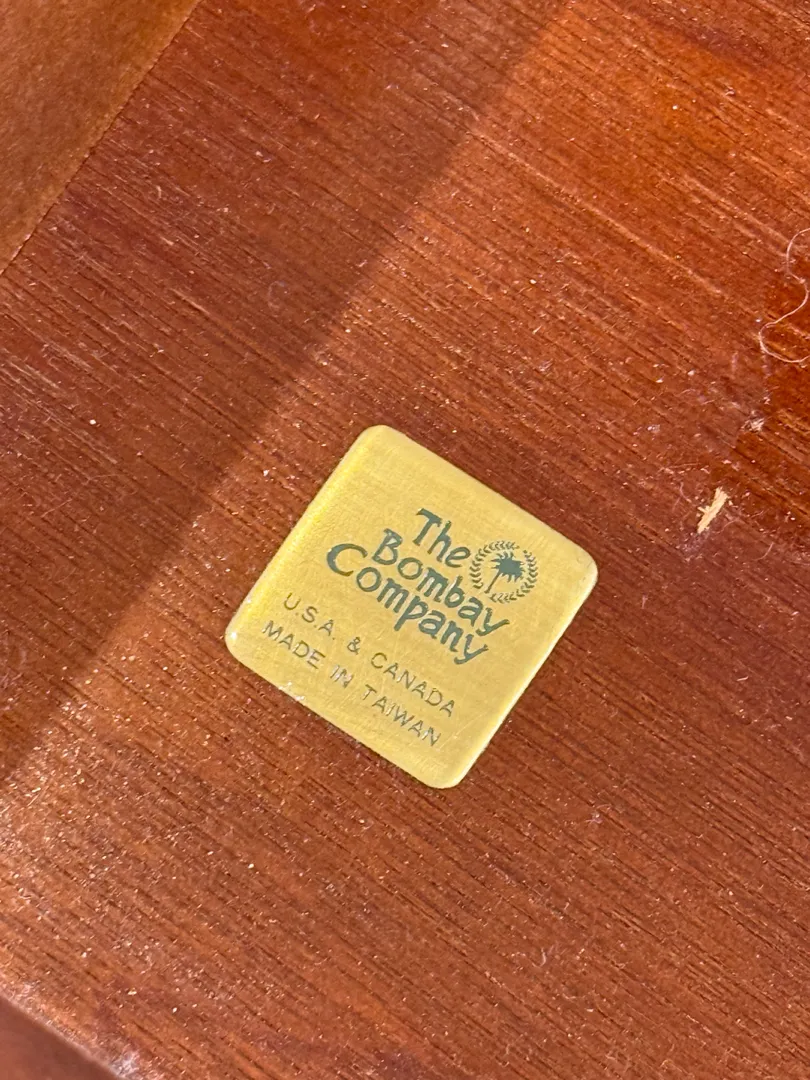 The
Bombay
Company
U.S.A. & CANADA
MADE IN TAIWAN